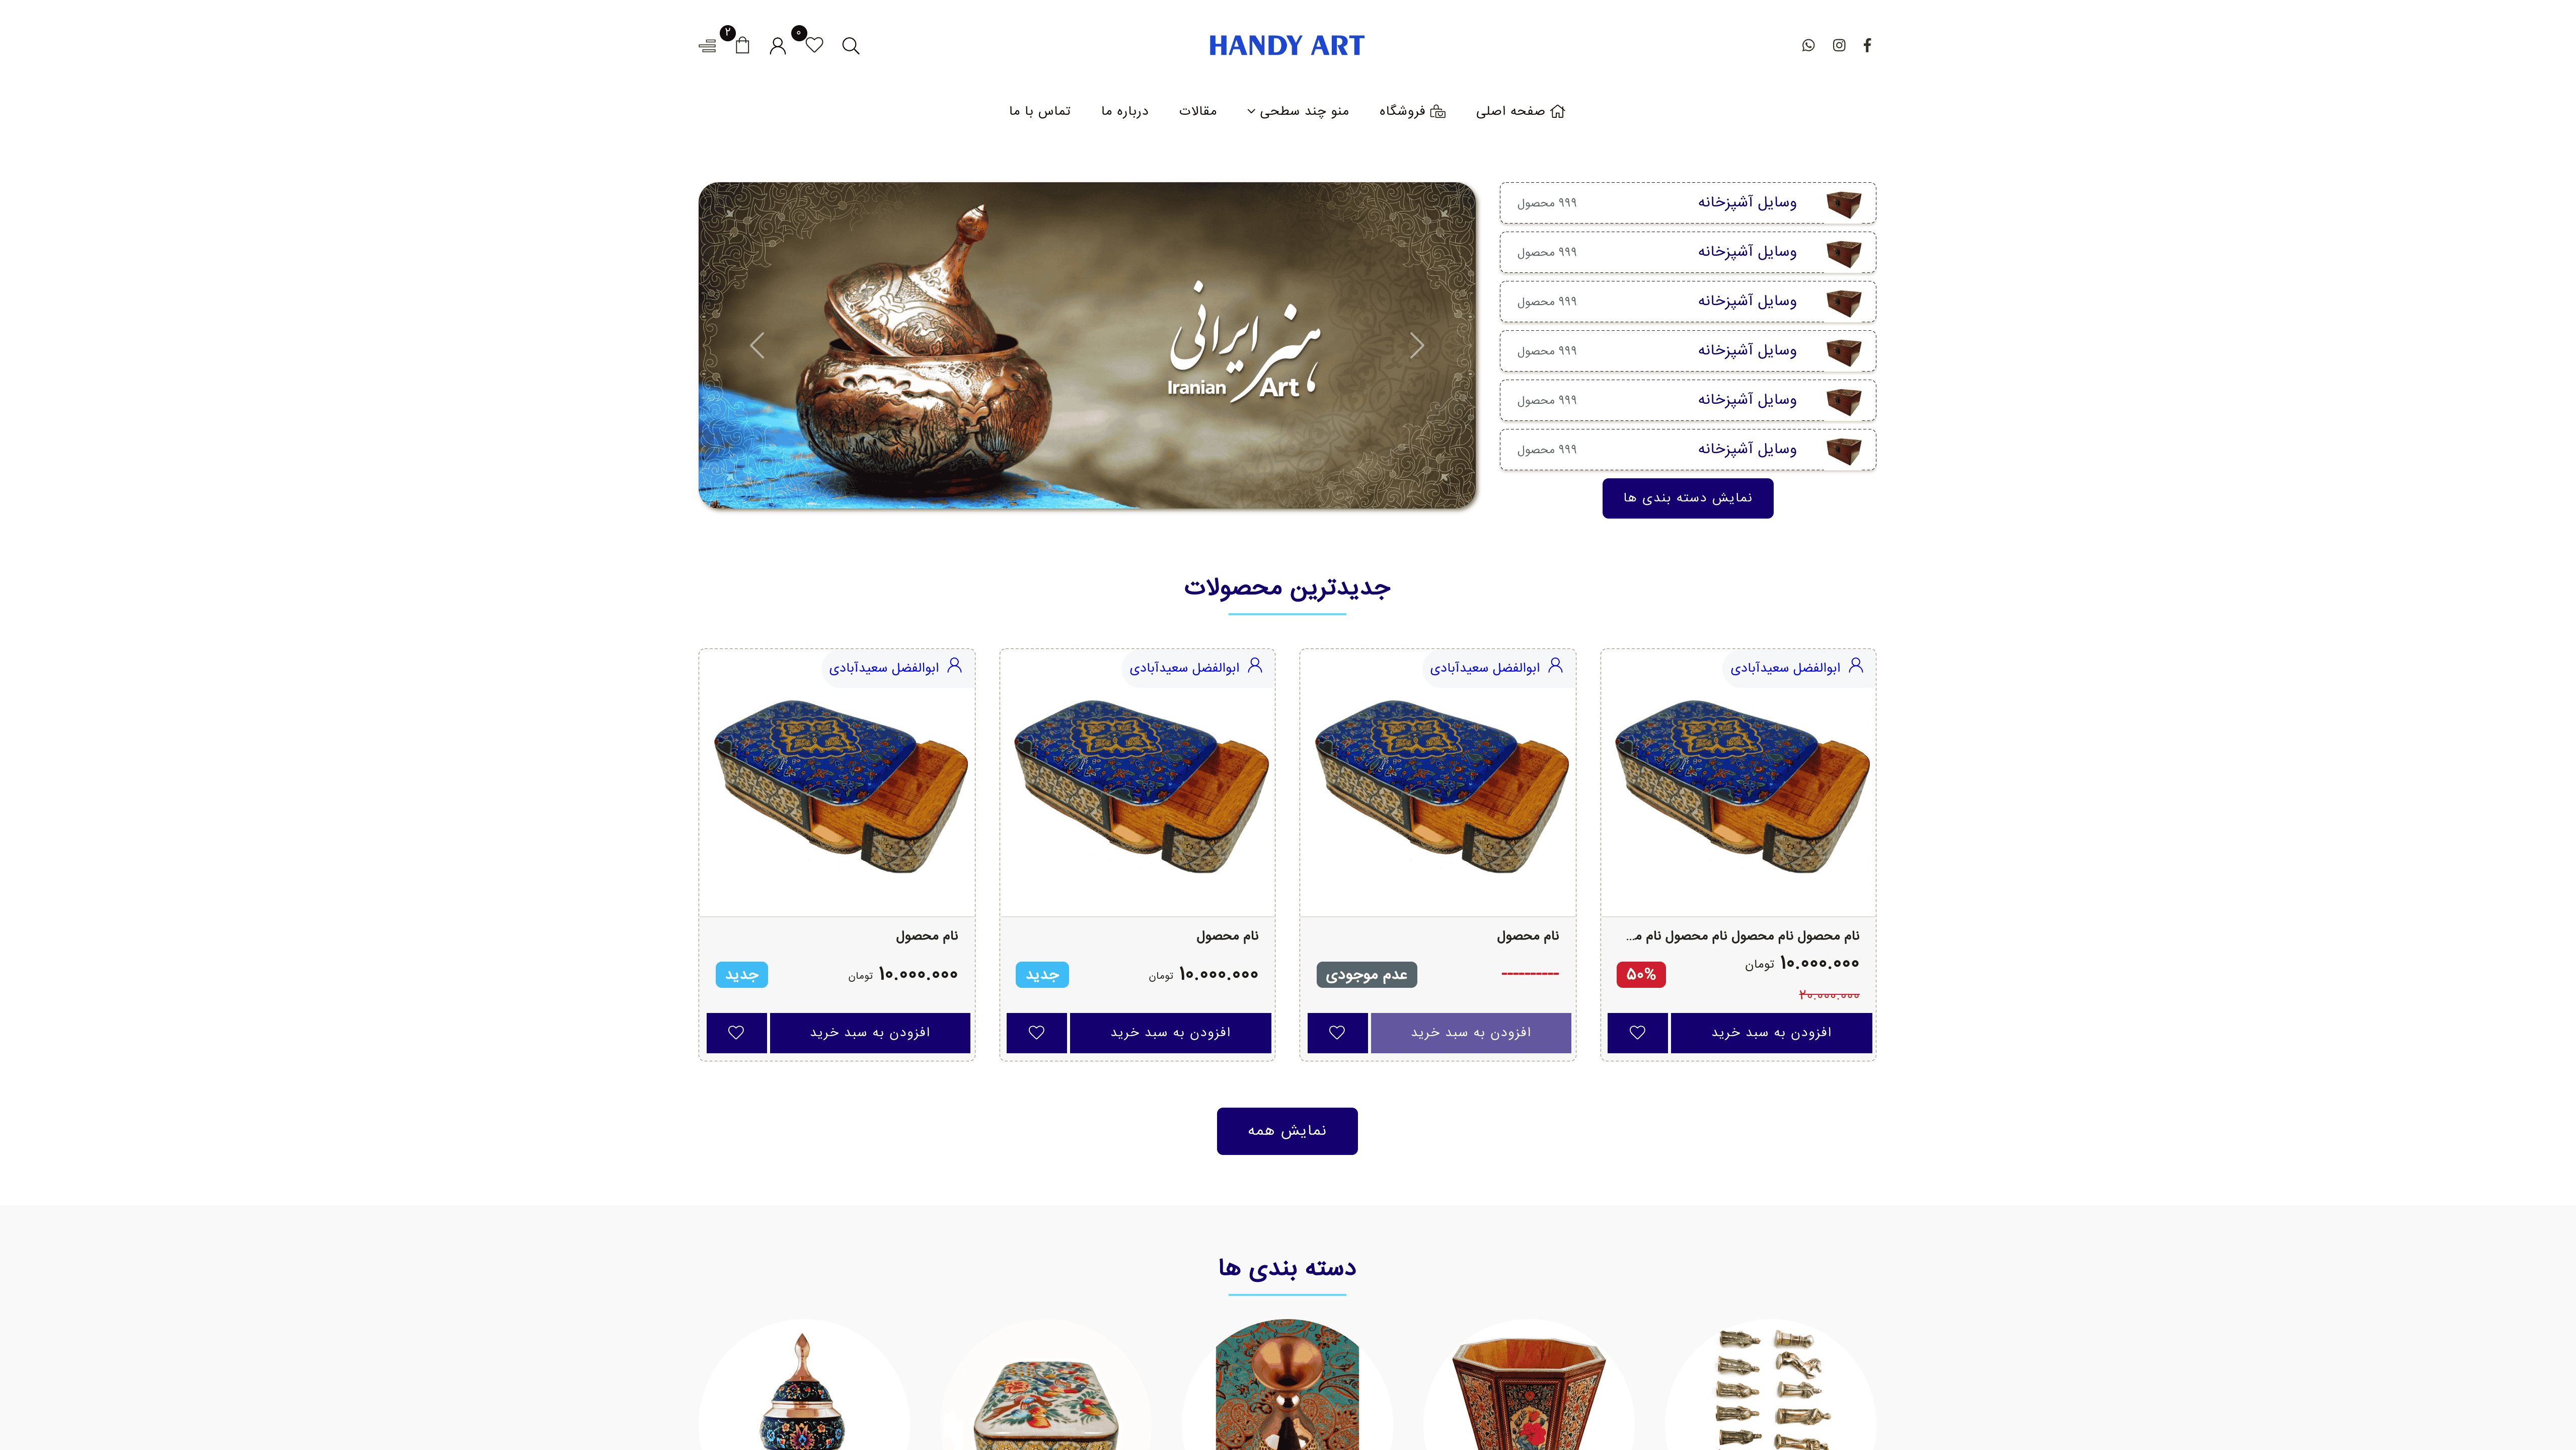 HANDY ART
۰
۲
صفحه اصلی
فروشگاه
منو چند سطحی
مقالات
درباره ما
تماس با ما
وسایل آشپزخانه ۹۹۹ محصول
وسایل آشپزخانه ۹۹۹ محصول
وسایل آشپزخانه ۹۹۹ محصول
وسایل آشپزخانه ۹۹۹ محصول
وسایل آشپزخانه ۹۹۹ محصول
وسایل آشپزخانه ۹۹۹ محصول
نمایش دسته بندی ها
هنر ایرانی
Iranian Art
جدیدترین محصولات
ابوالفضل سعیدآبادی
نام محصول نام محصول نام محصول نام م...
۱۰.۰۰۰.۰۰۰ تومان
۲۰.۰۰۰.۰۰۰
۵۰%
افزودن به سبد خرید
ابوالفضل سعیدآبادی
نام محصول
----------
عدم موجودی
افزودن به سبد خرید
ابوالفضل سعیدآبادی
نام محصول
۱۰.۰۰۰.۰۰۰ تومان
جدید
افزودن به سبد خرید
ابوالفضل سعیدآبادی
نام محصول
۱۰.۰۰۰.۰۰۰ تومان
جدید
افزودن به سبد خرید
نمایش همه
دسته بندی ها